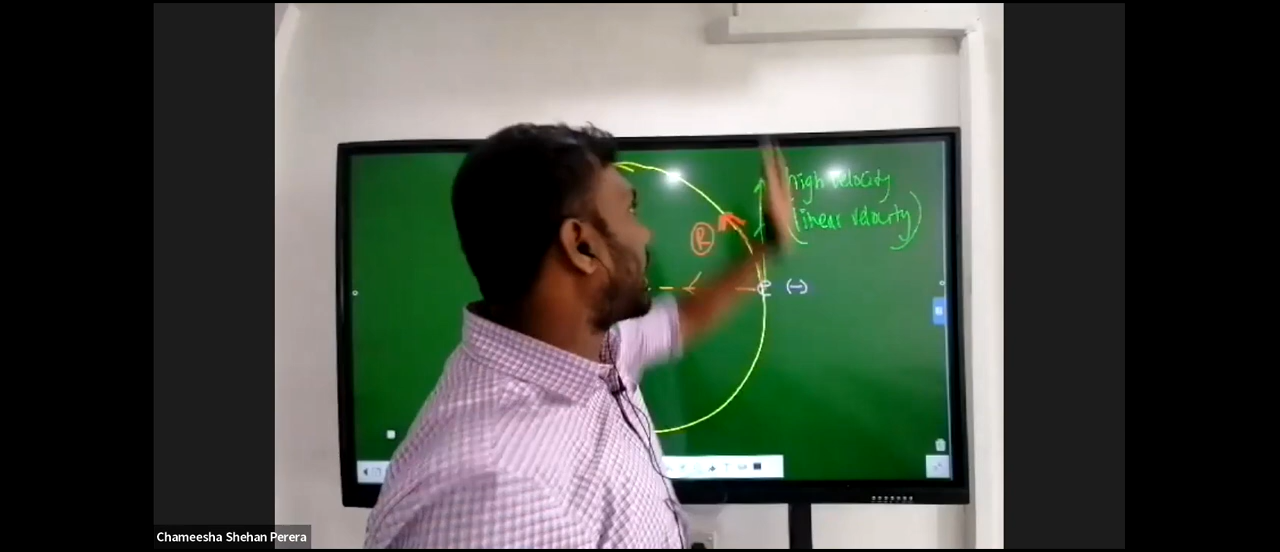 high velocity
(linear velocity)
R
e (-)
Chameesha Shehan Perera